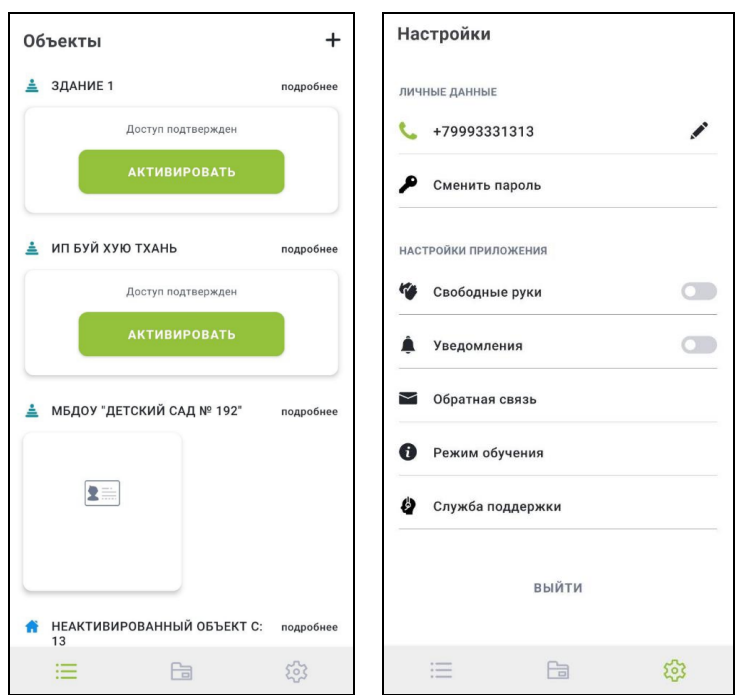 Объекты
ЗДАНИЕ 1 подробнее
Доступ подтвержден
АКТИВИРОВАТЬ
ИП БУЙ ХУЮ ТХАНЬ подробнее
Доступ подтвержден
АКТИВИРОВАТЬ
МБДОУ "ДЕТСКИЙ САД № 192" подробнее
НЕАКТИВИРОВАННЫЙ ОБЪЕКТ С: подробнее
13
Настройки
ЛИЧНЫЕ ДАННЫЕ
+79993331313
Сменить пароль
НАСТРОЙКИ ПРИЛОЖЕНИЯ
Свободные руки
Уведомления
Обратная связь
Режим обучения
Служба поддержки
ВЫЙТИ